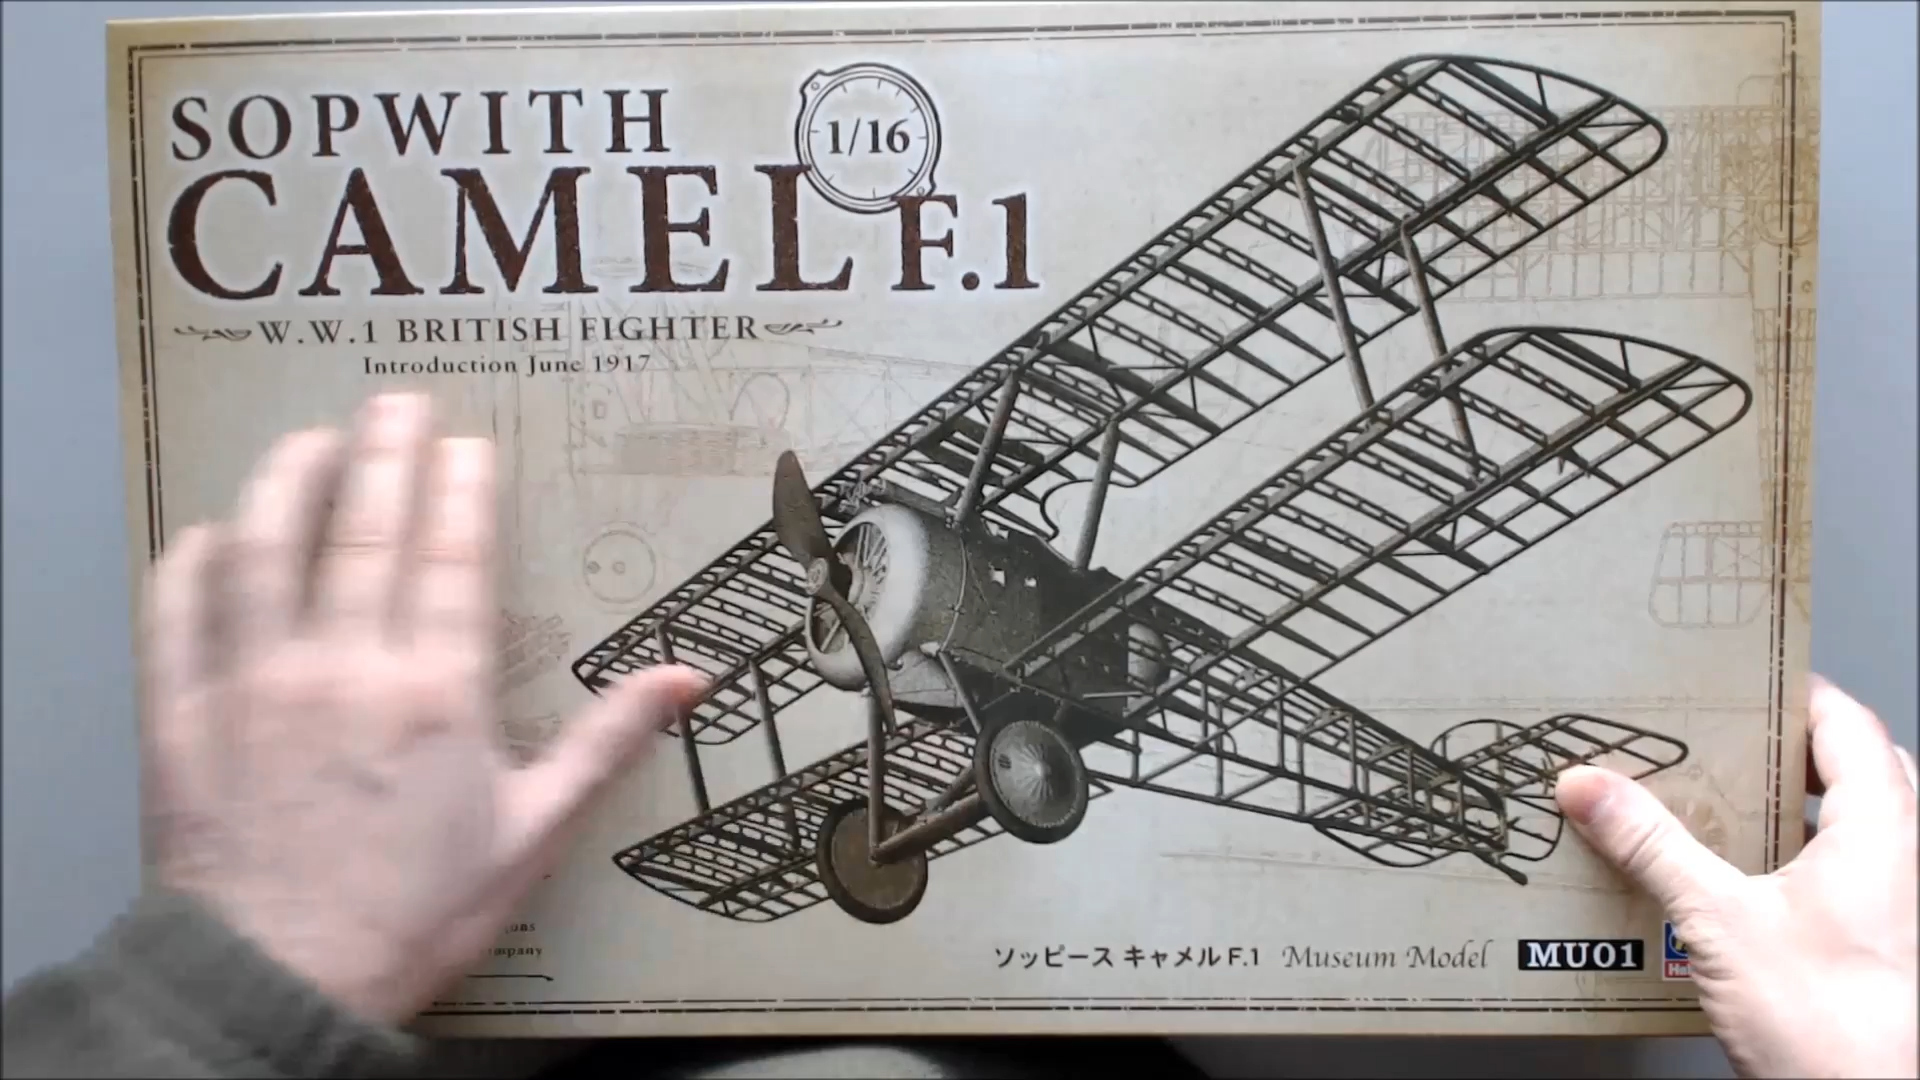 SOPWITH
1/16
CAMEL F.1
W.W.1 BRITISH FIGHTER
Introduction June 1917
ソッピース キャメル F.1 Museum Model MU01